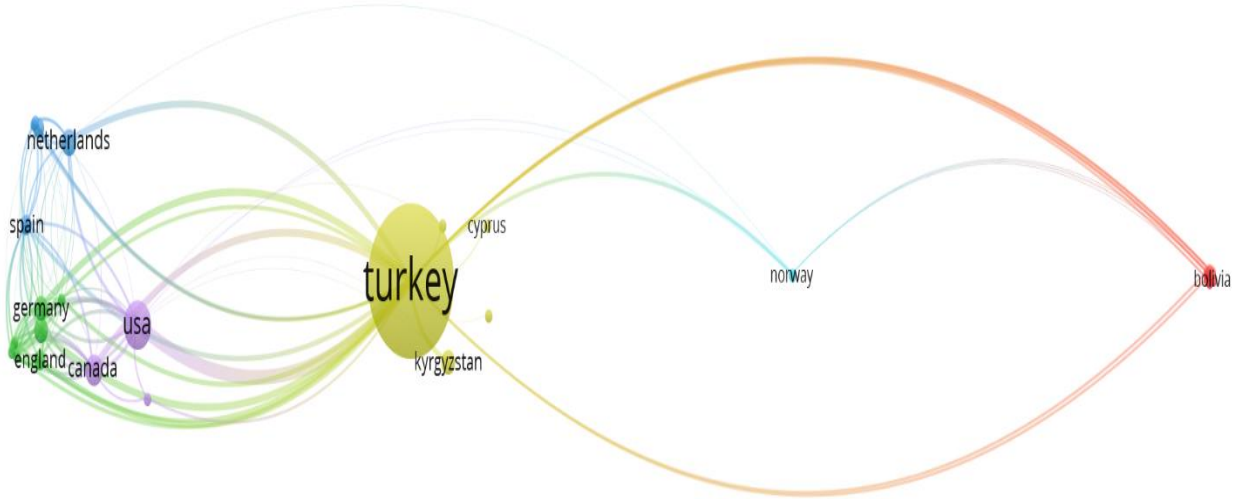 netherlands
spain
cyprus
turkey
norway
bolivia
germany
usa
england
canada
kyrgyzstan